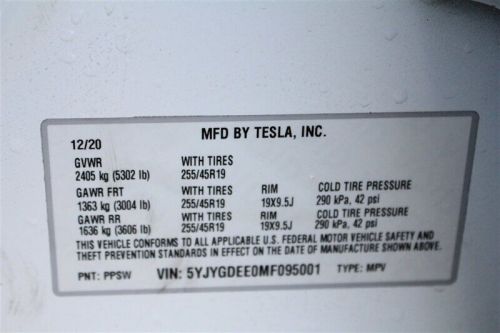 12/20 MFD BY TESLA, INC.
GVWR WITH TIRES
2405 kg (5302 lb) 255/45R19
GAWR FRT WITH TIRES RIM COLD TIRE PRESSURE
1363 kg (3004 lb) 255/45R19 19X9.5J 290 kPa, 42 psi
GAWR RR WITH TIRES RIM COLD TIRE PRESSURE
1636 kg (3606 lb) 255/45R19 19X9.5J 290 kPa, 42 psi
THIS VEHICLE CONFORMS TO ALL APPLICABLE U.S. FEDERAL MOTOR VEHICLE SAFETY AND
THEFT PREVENTION STANDARDS IN EFFECT ON THE DATE OF MANUFACTURE SHOWN ABOVE.
PNT: PPSW VIN: 5YJYGDEE0MF095001 TYPE: MPV